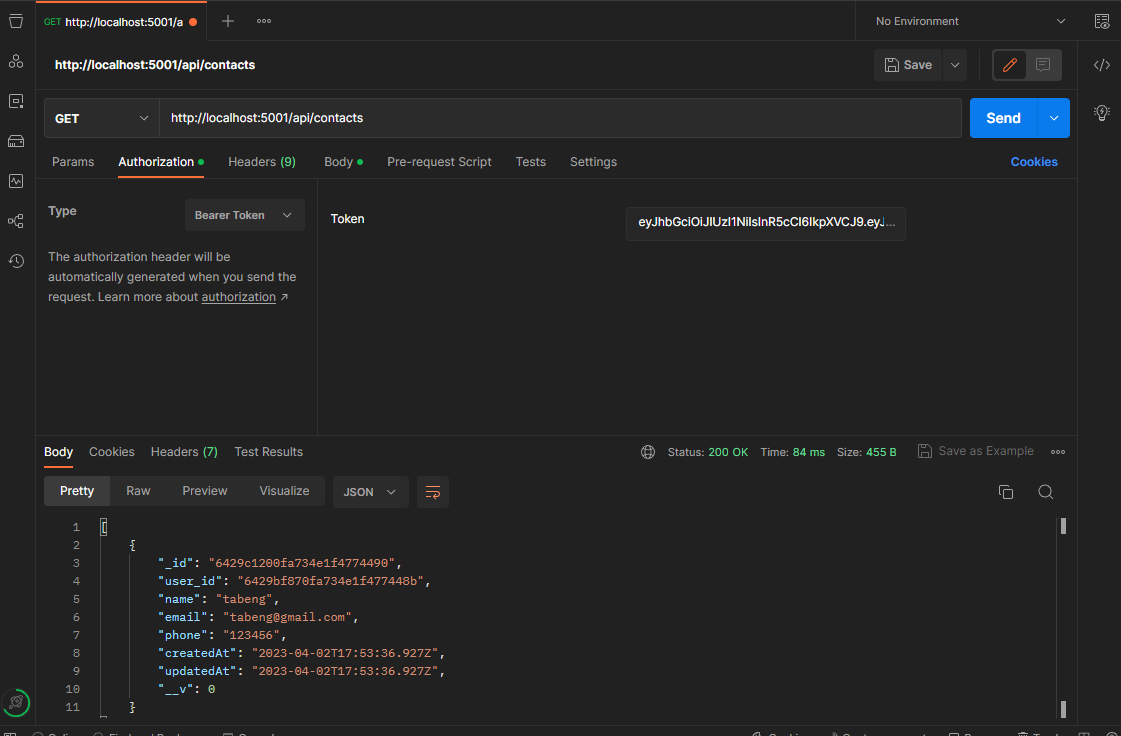 GET http://localhost:5001/a
No Environment
http://localhost:5001/api/contacts
Save
GET
http://localhost:5001/api/contacts
Send
Params
Authorization
Headers (9)
Body
Pre-request Script
Tests
Settings
Cookies
Type
Bearer Token
The authorization header will be
automatically generated when you send the
request. Learn more about authorization ↗
Token
eyJhbGciOiJIUzI1NiIsInR5cCI6IkpXVCJ9.eyJ...
Body
Cookies
Headers (7)
Test Results
Status: 200 OK
Time: 84 ms
Size: 455 B
Save as Example
Pretty
Raw
Preview
Visualize
JSON
1 [
2 {
3 "_id": "6429c1200fa734e1f4774490",
4 "user_id": "6429bf870fa734e1f477448b",
5 "name": "tabeng",
6 "email": "tabeng@gmail.com",
7 "phone": "123456",
8 "createdAt": "2023-04-02T17:53:36.927Z",
9 "updatedAt": "2023-04-02T17:53:36.927Z",
10 "__v": 0
11 }